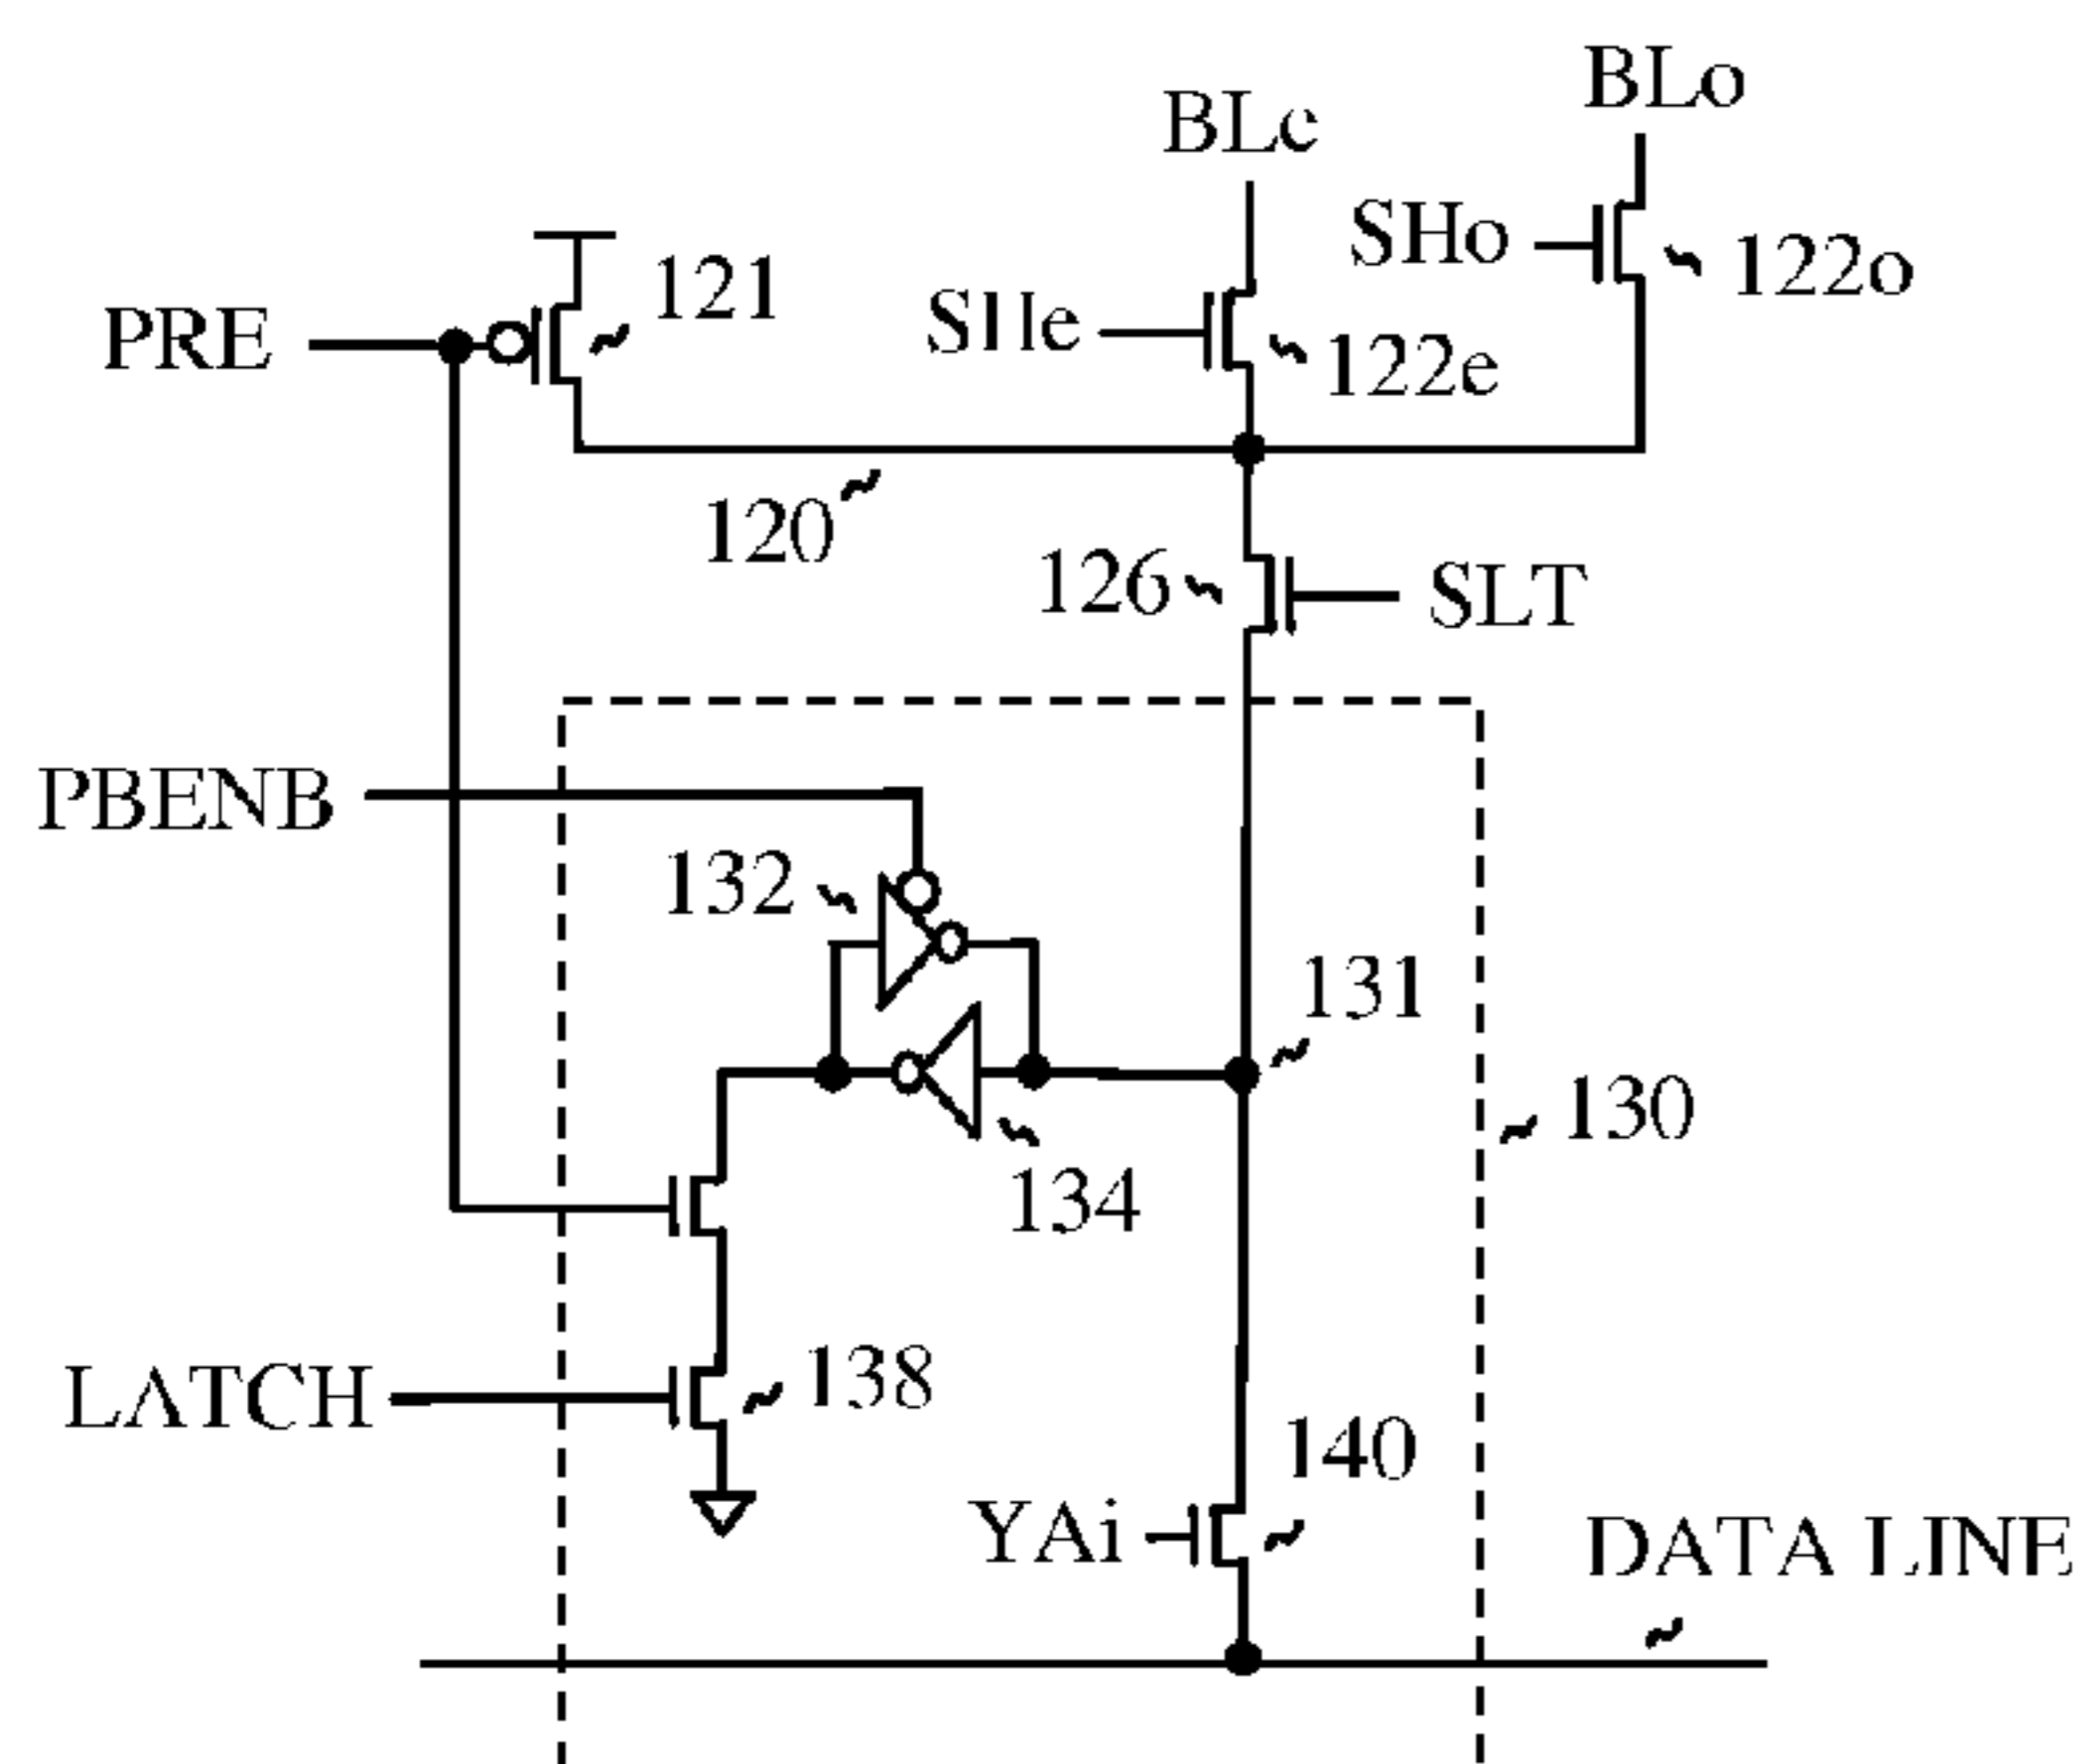 BLo
BLe
SHo
122o
121
PRE
SHe
122e
120
126
SLT
PBENB
132
131
130
134
138
LATCH
140
YAi
DATA LINE